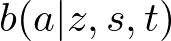 b(a|z, s, t)